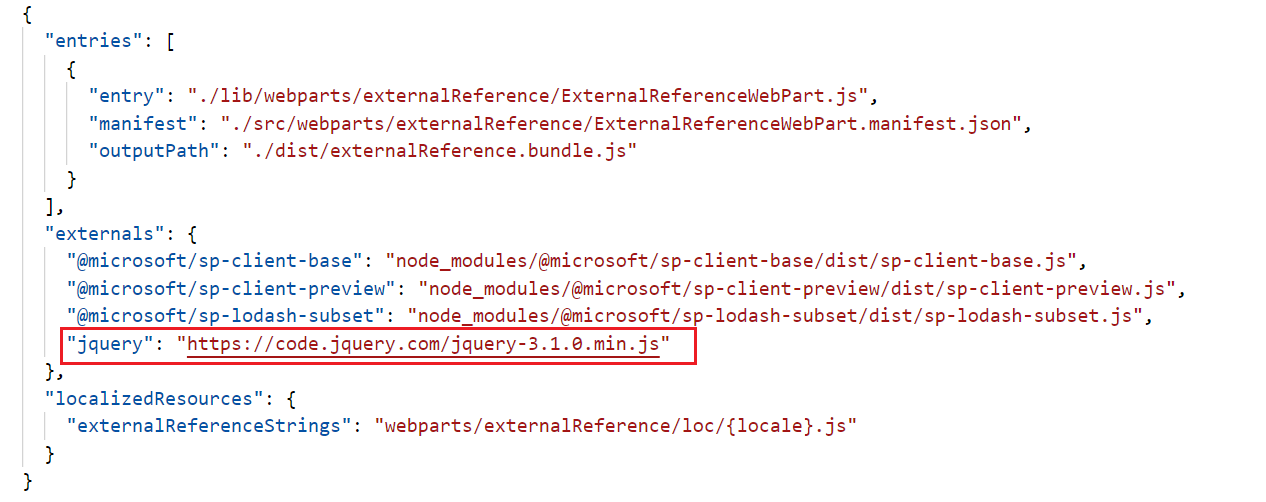 {
"entries": [
{
"entry": "./lib/webparts/externalReference/ExternalReferenceWebPart.js",
"manifest": "./src/webparts/externalReference/ExternalReferenceWebPart.manifest.json",
"outputPath": "./dist/externalReference.bundle.js"
}
],
"externals": {
"@microsoft/sp-client-base": "node_modules/@microsoft/sp-client-base/dist/sp-client-base.js",
"@microsoft/sp-client-preview": "node_modules/@microsoft/sp-client-preview/dist/sp-client-preview.js",
"@microsoft/sp-lodash-subset": "node_modules/@microsoft/sp-lodash-subset/dist/sp-lodash-subset.js",
"jquery": "https://code.jquery.com/jquery-3.1.0.min.js"
},
"localizedResources": {
"externalReferenceStrings": "webparts/externalReference/loc/{locale}.js"
}
}